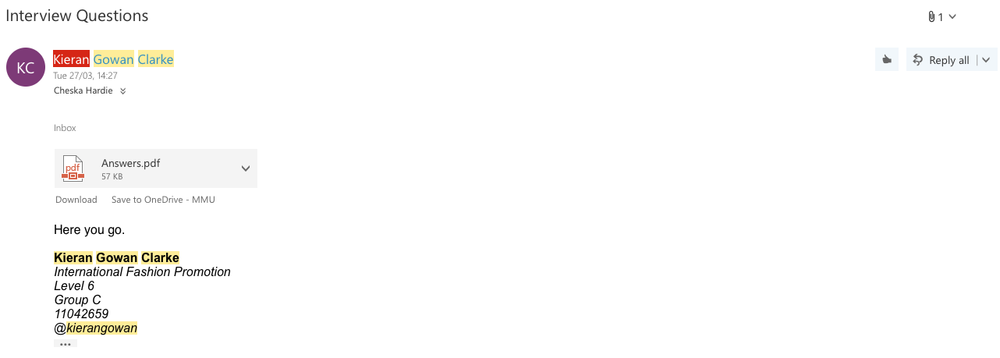 Interview Questions
1
KC
Kieran Gowan Clarke
Tue 27/03, 14:27
Cheska Hardie
Reply all
Inbox
pdf
Answers.pdf
57 KB
Download Save to OneDrive - MMU
Here you go.
Kieran Gowan Clarke
International Fashion Promotion
Level 6
Group C
11042659
@kierangowan
...